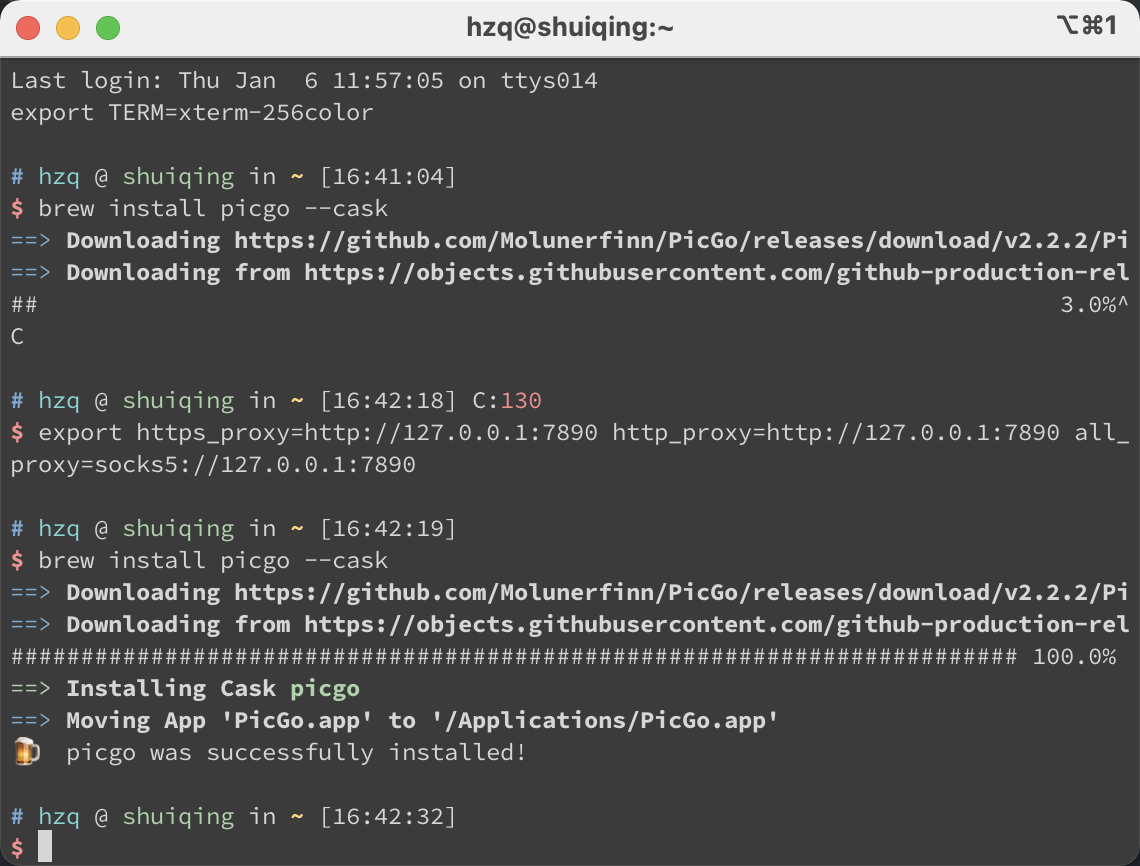 hzq@shuiqing:~
⌥⌘1
Last login: Thu Jan  6 11:57:05 on ttys014
export TERM=xterm-256color
# hzq @ shuiqing in ~ [16:41:04]
$ brew install picgo --cask
==> Downloading https://github.com/Molunerfinn/PicGo/releases/download/v2.2.2/Pi
==> Downloading from https://objects.githubusercontent.com/github-production-rel
## 3.0%^
C
# hzq @ shuiqing in ~ [16:42:18] C:130
$ export https_proxy=http://127.0.0.1:7890 http_proxy=http://127.0.0.1:7890 all_
proxy=socks5://127.0.0.1:7890
# hzq @ shuiqing in ~ [16:42:19]
$ brew install picgo --cask
==> Downloading https://github.com/Molunerfinn/PicGo/releases/download/v2.2.2/Pi
==> Downloading from https://objects.githubusercontent.com/github-production-rel
######################################################################## 100.0%
==> Installing Cask picgo
==> Moving App 'PicGo.app' to '/Applications/PicGo.app'
🍺  picgo was successfully installed!
# hzq @ shuiqing in ~ [16:42:32]
$